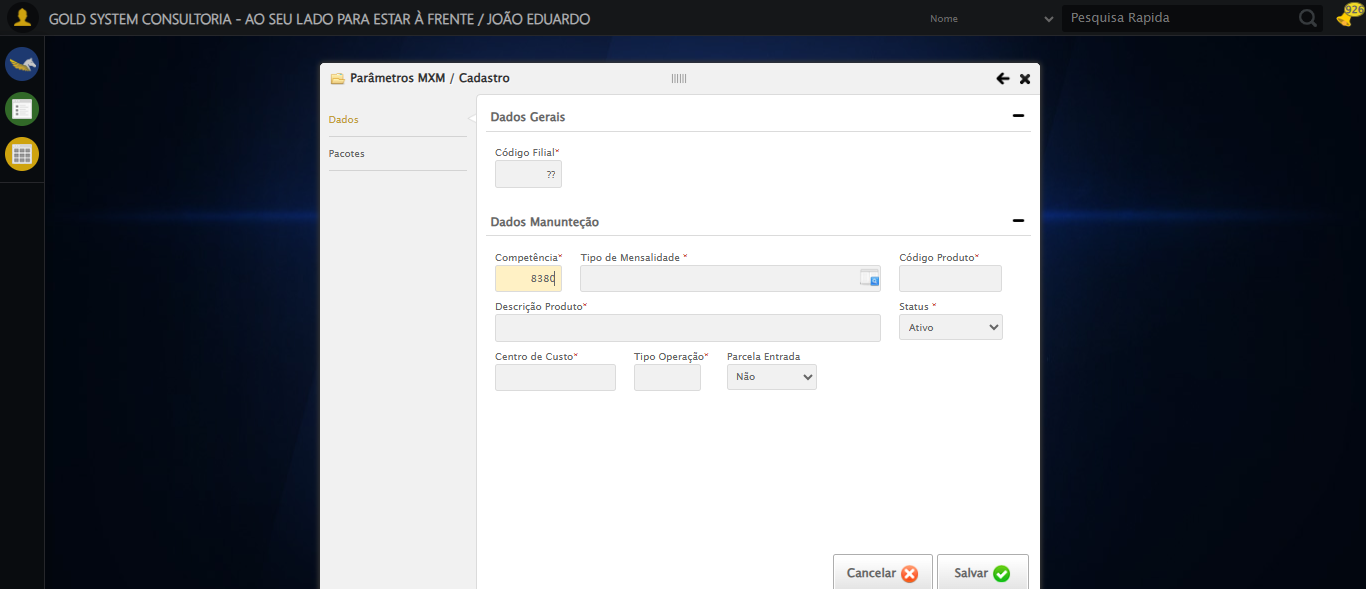 GOLD SYSTEM CONSULTORIA - AO SEU LADO PARA ESTAR À FRENTE / JOÃO EDUARDO
Nome
Pesquisa Rapida
926
Parâmetros MXM / Cadastro
Dados
Pacotes
Dados Gerais
Código Filial*
??
Dados Manunteção
Competência* Tipo de Mensalidade * Código Produto*
838
Descrição Produto* Status *
Ativo
Centro de Custo* Tipo Operação* Parcela Entrada
Não
Cancelar Salvar